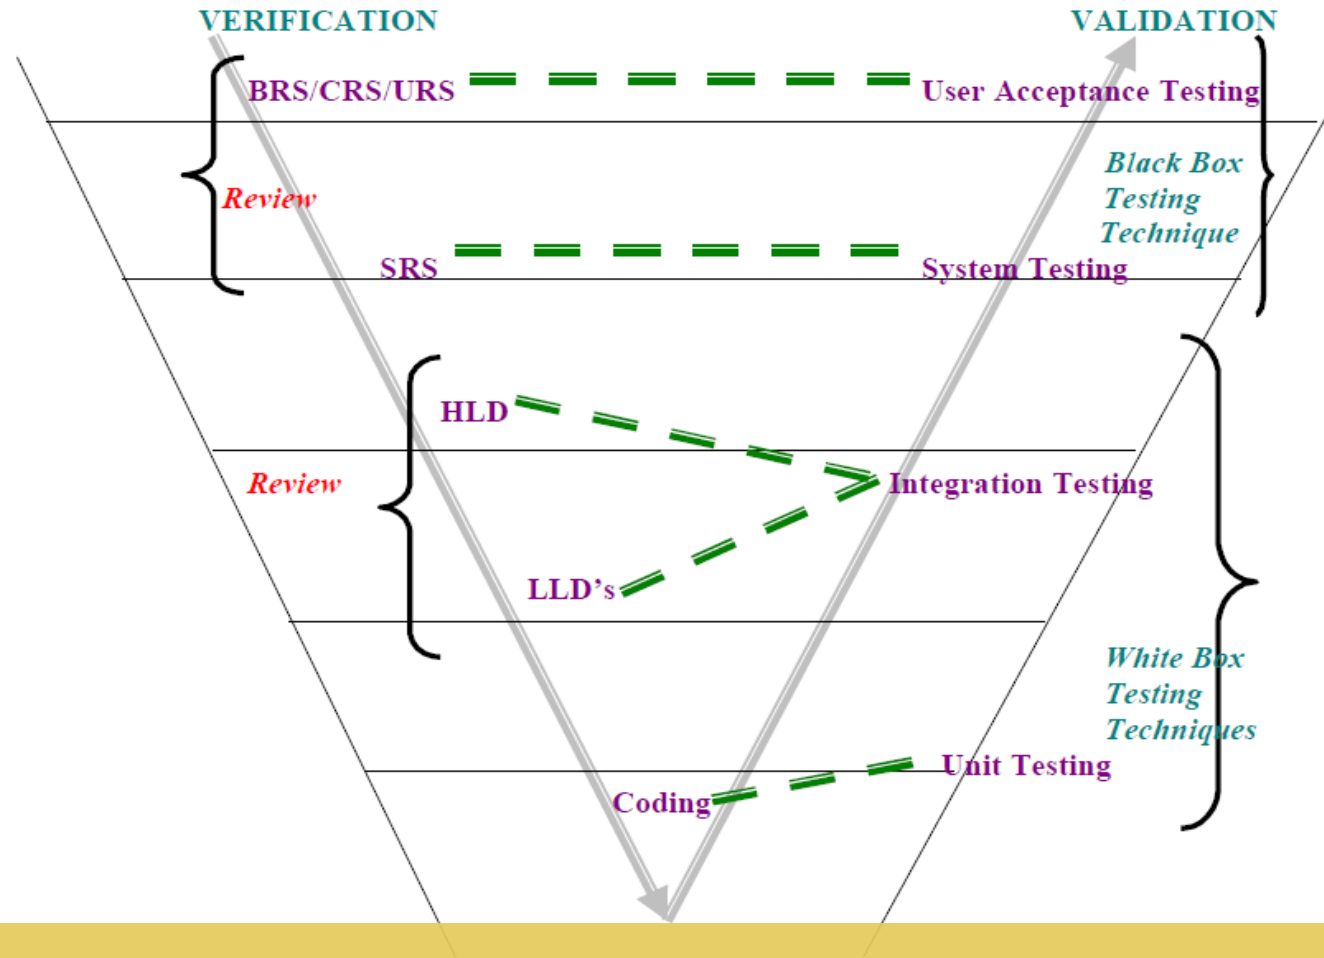 VERIFICATION
VALIDATION
BRS/CRS/URS
User Acceptance Testing
Black Box
Testing
Technique
Review
SRS
System Testing
HLD
Review
Integration Testing
LLD’s
White Box
Testing
Techniques
Unit Testing
Coding